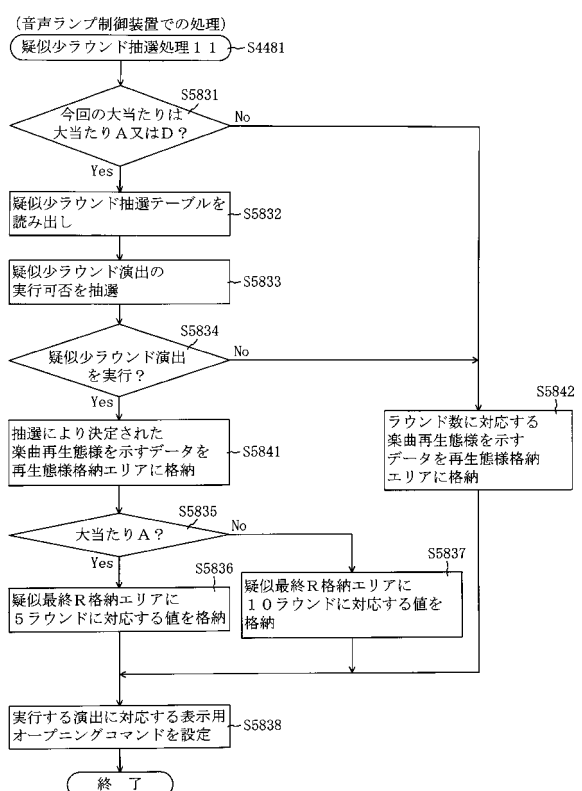 (音声ランプ制御装置での処理)
疑似少ラウンド抽選処理１１
S4481
S5831
今回の大当たりは
大当たりＡ又はＤ？
No
Yes
疑似少ラウンド抽選テーブルを
読み出し
S5832
疑似少ラウンド演出の
実行可否を抽選
S5833
S5834
疑似少ラウンド演出
を実行？
No
Yes
S5842
ラウンド数に対応する
楽曲再生態様を示す
データを再生態様格納
エリアに格納
抽選により決定された
楽曲再生態様を示すデータを
再生態様格納エリアに格納
S5841
S5835
大当たりＡ？
No
Yes
S5836
疑似最終Ｒ格納エリアに
５ラウンドに対応する値を格納
S5837
疑似最終Ｒ格納エリアに
１０ラウンドに対応する値を
格納
実行する演出に対応する表示用
オープニングコマンドを設定
S5838
終　了